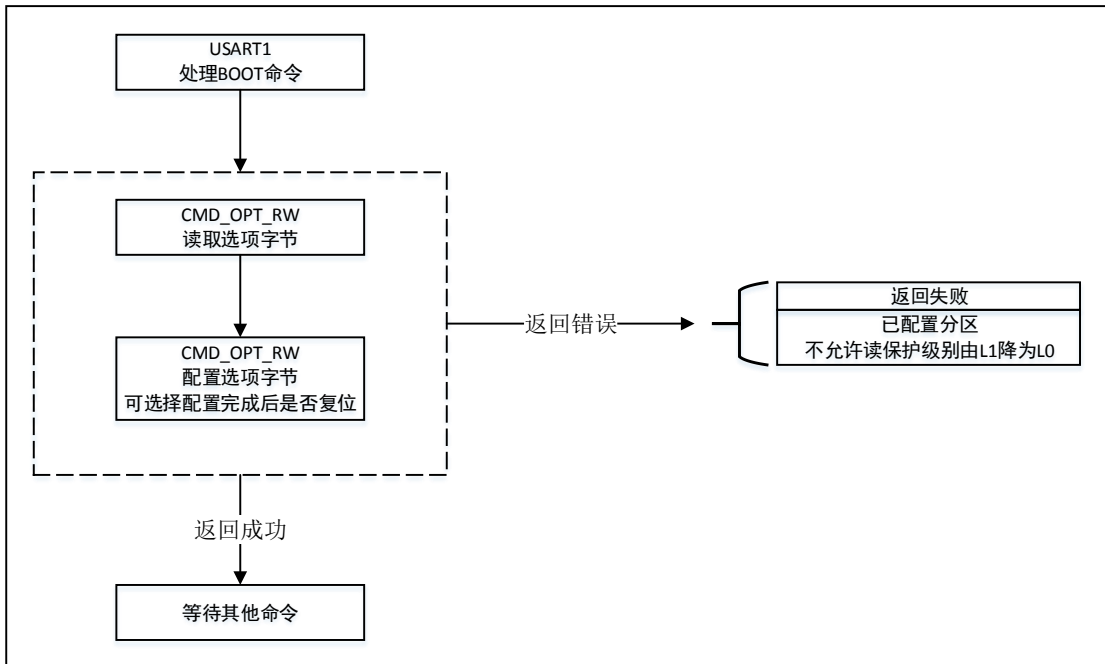 USART1
处理BOOT命令
CMD_OPT_RW
读取选项字节
CMD_OPT_RW
配置选项字节
可选择配置完成后是否复位
返回错误
返回失败
已配置分区
不允许读保护级别由L1降为L0
返回成功
等待其他命令